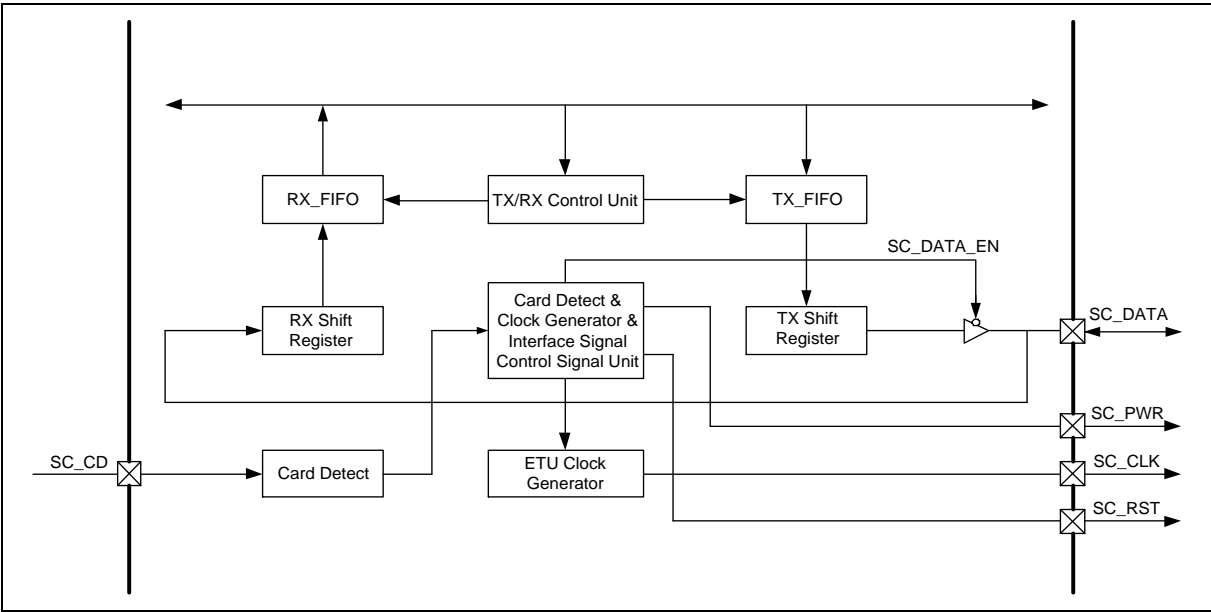 RX_FIFO
TX/RX Control Unit
TX_FIFO
SC_DATA_EN
RX Shift
Register
Card Detect &
Clock Generator &
Interface Signal
Control Signal Unit
TX Shift
Register
SC_DATA
SC_PWR
SC_CD
Card Detect
ETU Clock
Generator
SC_CLK
SC_RST